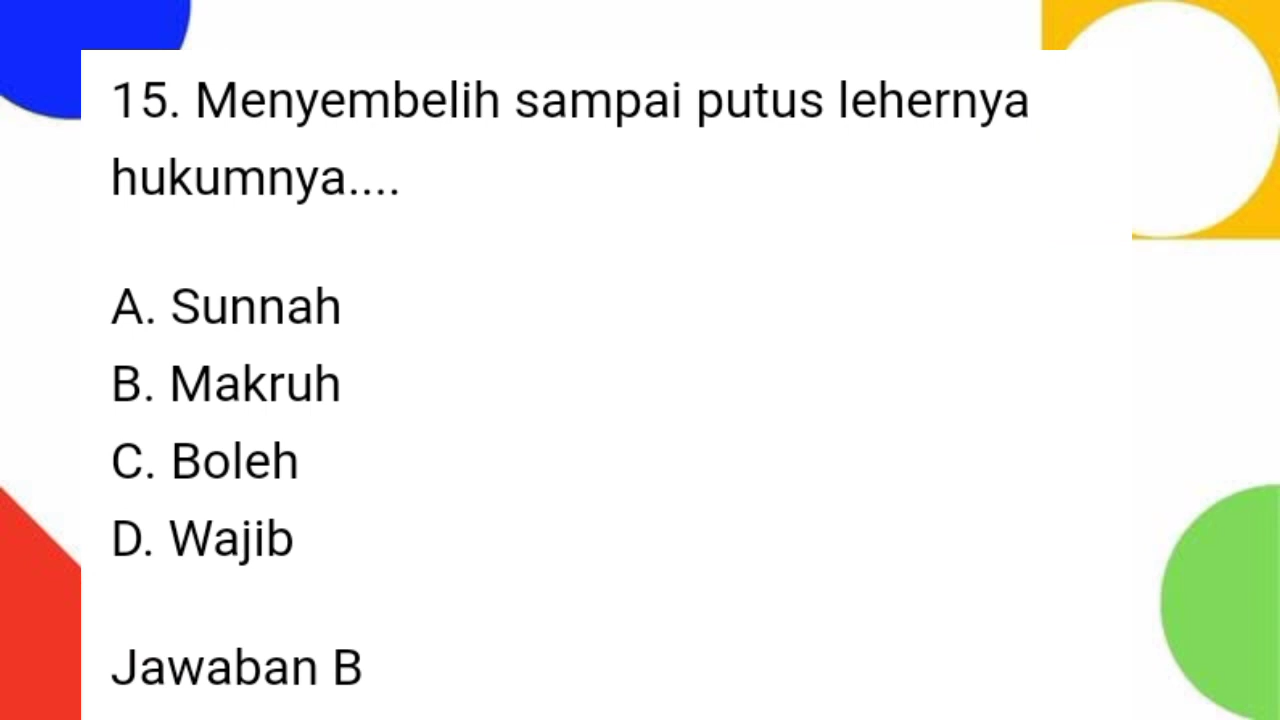 15. Menyembelih sampai putus lehernya
hukumnya....
A. Sunnah
B. Makruh
C. Boleh
D. Wajib
Jawaban B